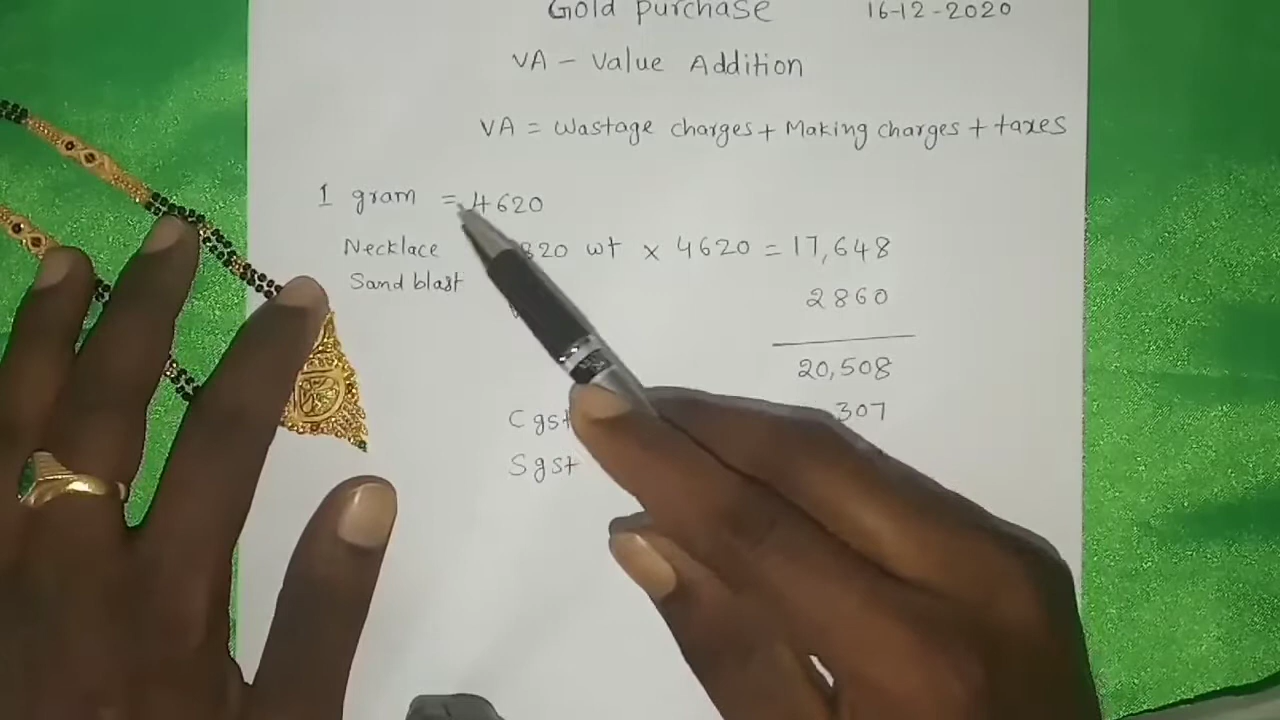 Gold purchase 16-12-2020
VA - Value Addition
VA = Wastage charges + Making charges + taxes
1 gram = 4620
Necklace 820 wt x 4620 = 17,648
Sand blast 2860
20,508
Cgst 307
Sgst